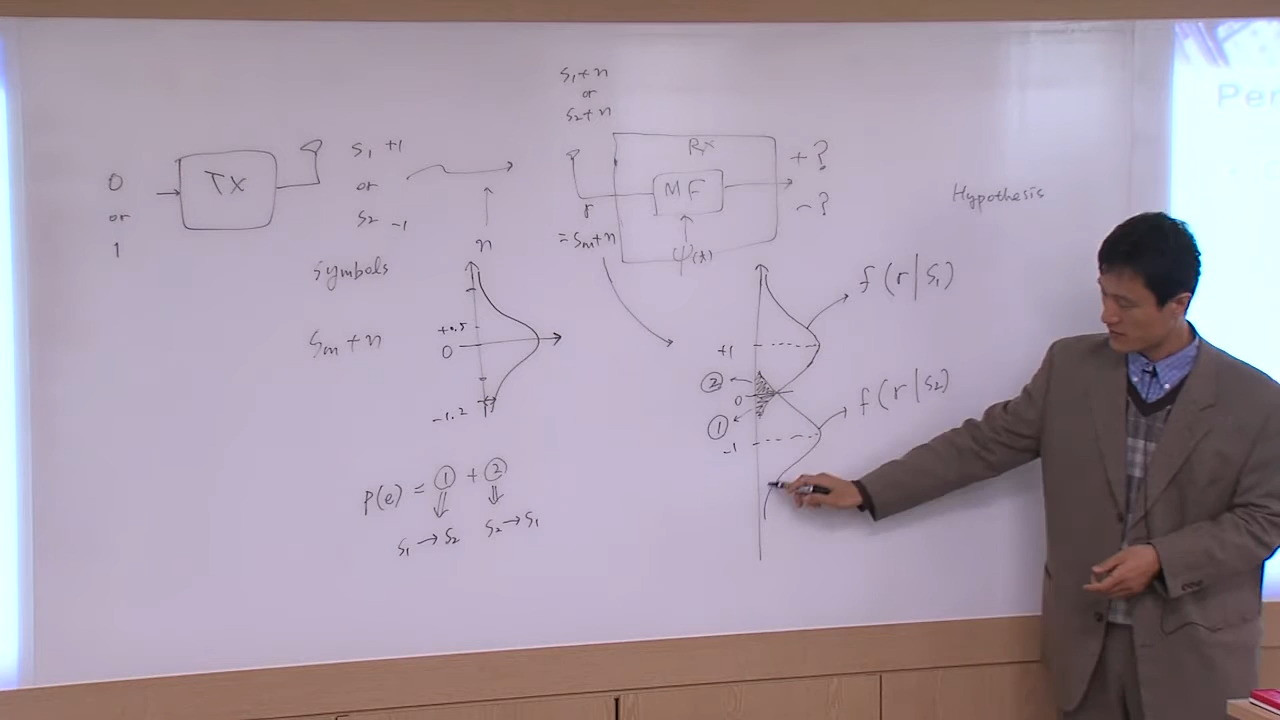 0
or
1
TX
s₁ +1
or
s₂ -1
symbols
sₘ + n
n
+0.5
0
-1.2
P(e) = ① + ②
s₁ → s₂
s₂ → s₁
s₁ + n
or
s₂ + n
r
= sₘ + n
Rx
MF
ψ(t)
+ ?
- ?
Hypothesis
f(r|s₁)
+1
②
0
①
-1
f(r|s₂)
Per